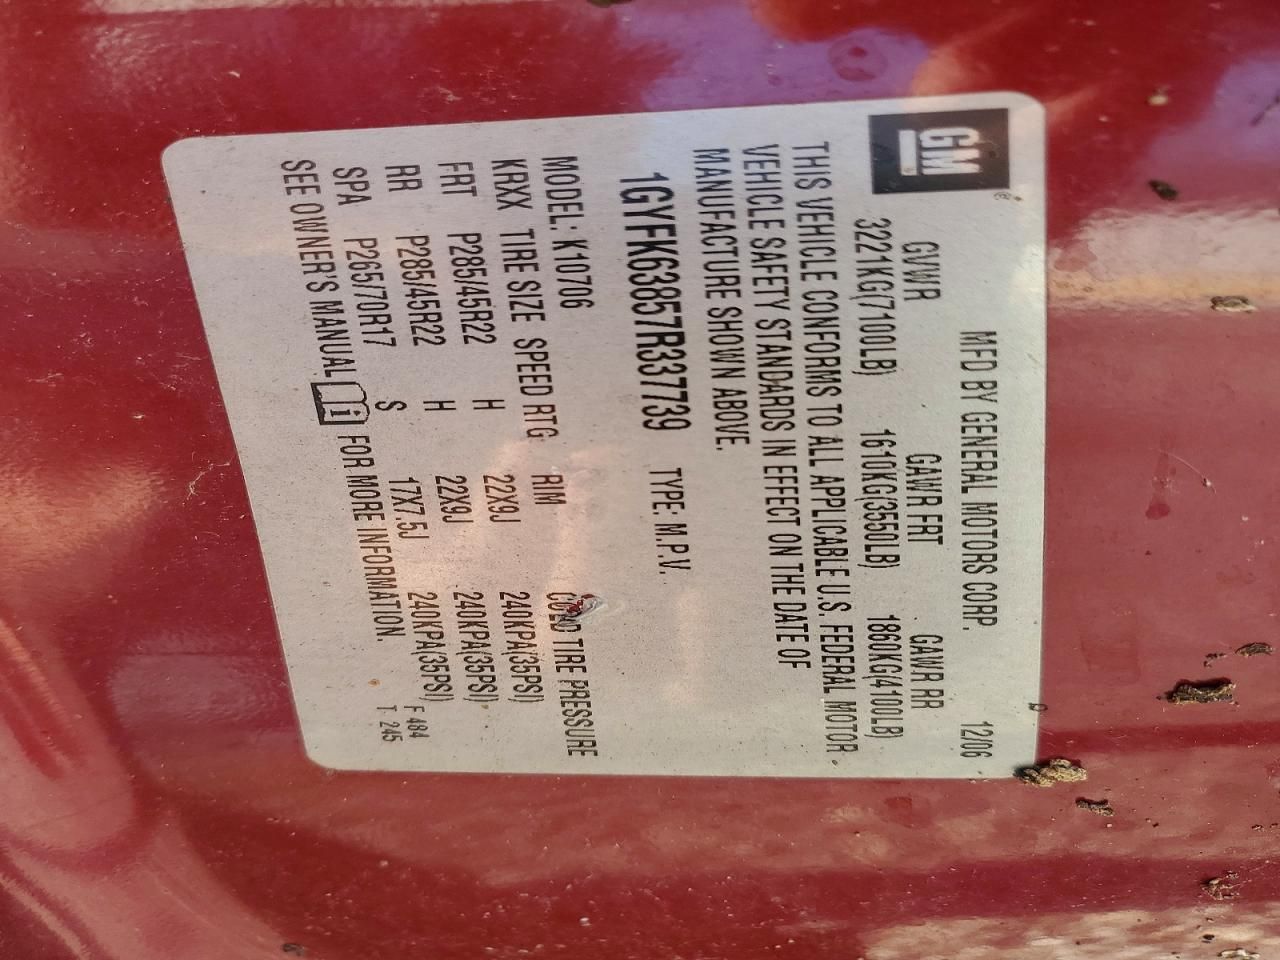 GM
MFD BY GENERAL MOTORS CORP. 12/06
GVWR GAWR FRT GAWR RR
3221KG(7100LB) 1610KG(3550LB) 1860KG(4100LB)
THIS VEHICLE CONFORMS TO ALL APPLICABLE U.S. FEDERAL MOTOR
VEHICLE SAFETY STANDARDS IN EFFECT ON THE DATE OF
MANUFACTURE SHOWN ABOVE.
1GYFK63857R337739 TYPE: M.P.V.
MODEL: K10706
KRXX TIRE SIZE SPEED RTG RIM COLD TIRE PRESSURE
FRT P285/45R22 H 22X9J 240KPA(35PSI)
RR P285/45R22 H 22X9J 240KPA(35PSI)
SPA P265/70R17 S 17X7.5J 240KPA(35PSI)
SEE OWNER'S MANUAL i FOR MORE INFORMATION.
F 484
T 245